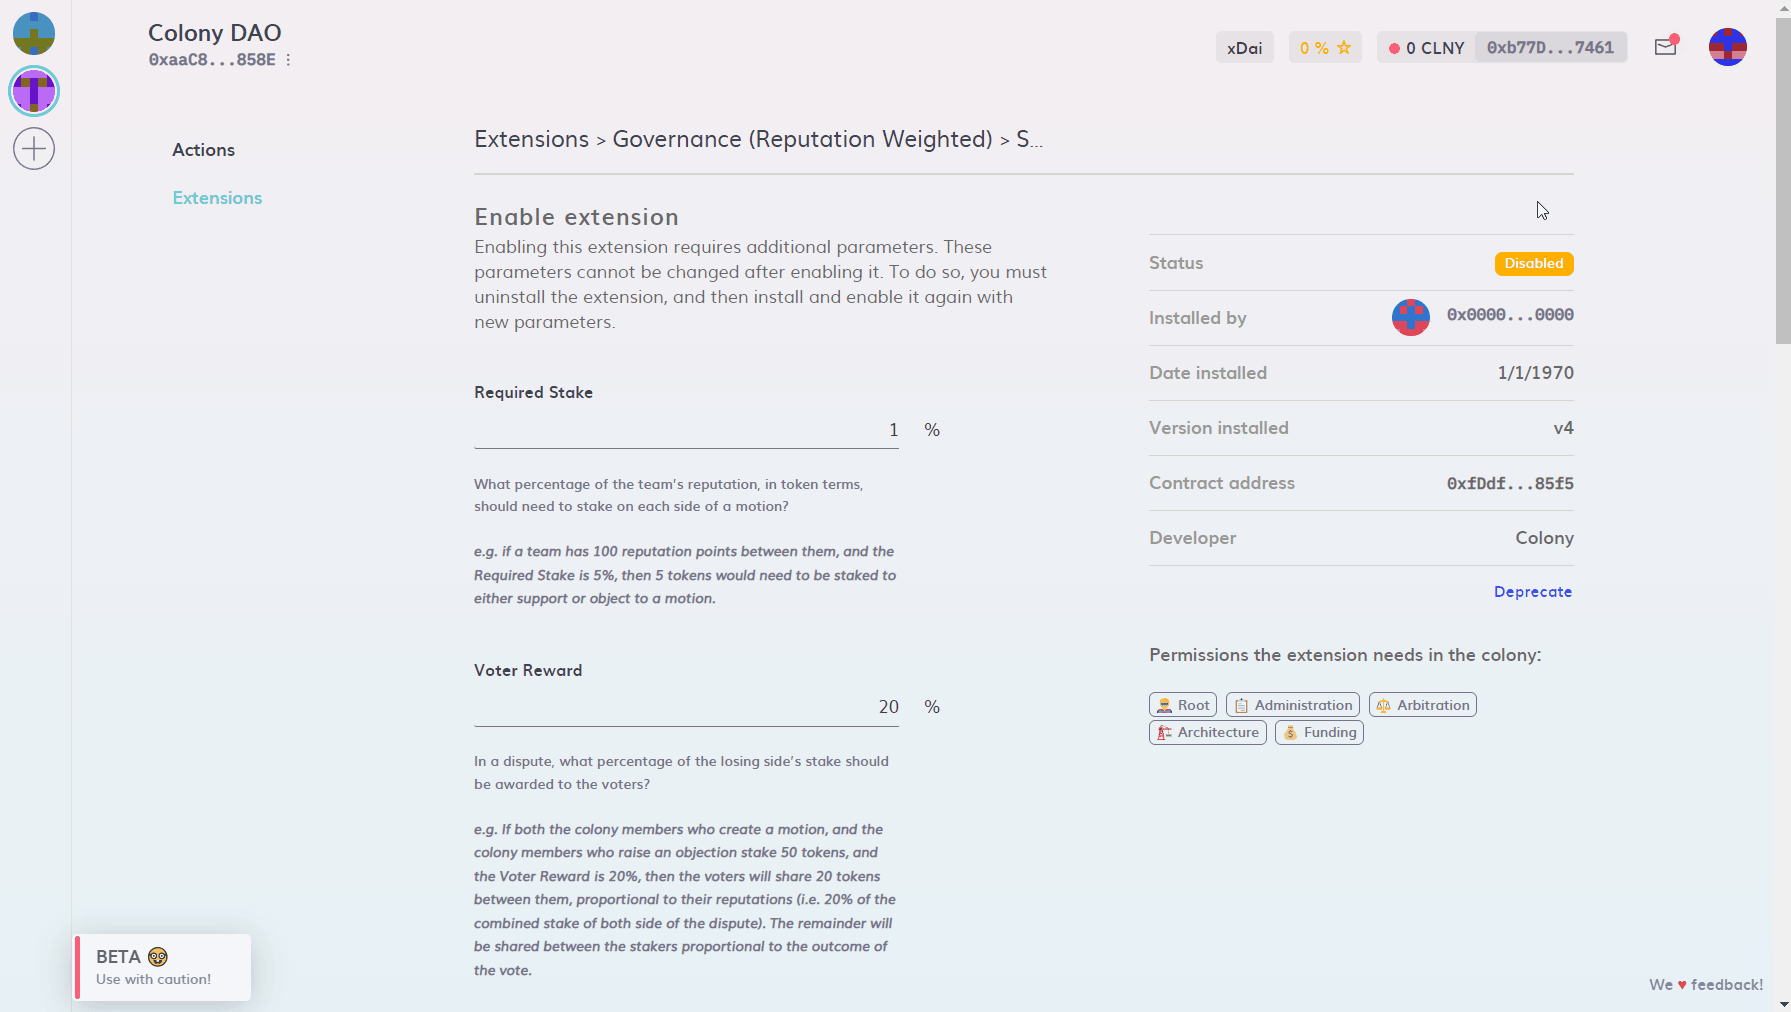 Colony DAO
0xaaC8...858E
xDai
0 %
0 CLNY
0xb77D...7461
Actions
Extensions
Extensions > Governance (Reputation Weighted) > S...
Enable extension
Enabling this extension requires additional parameters. These
parameters cannot be changed after enabling it. To do so, you must
uninstall the extension, and then install and enable it again with
new parameters.
Required Stake
1 %
What percentage of the team's reputation, in token terms,
should need to stake on each side of a motion?
e.g. if a team has 100 reputation points between them, and the
Required Stake is 5%, then 5 tokens would need to be staked to
either support or object to a motion.
Voter Reward
20 %
In a dispute, what percentage of the losing side's stake should
be awarded to the voters?
e.g. If both the colony members who create a motion, and the
colony members who raise an objection stake 50 tokens, and
the Voter Reward is 20%, then the voters will share 20 tokens
between them, proportional to their reputations (i.e. 20% of the
combined stake of both side of the dispute). The remainder will
be shared between the stakers proportional to the outcome of
the vote.
Status Disabled
Installed by 0x0000...0000
Date installed 1/1/1970
Version installed v4
Contract address 0xfDdf...85f5
Developer Colony
Deprecate
Permissions the extension needs in the colony:
Root Administration Arbitration
Architecture Funding
BETA
Use with caution!
We ♥ feedback!